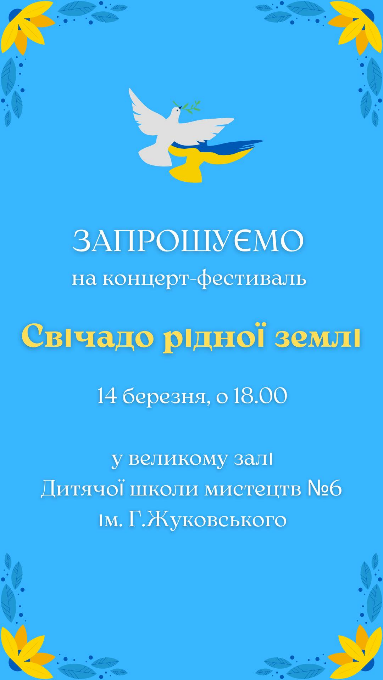 ЗАПРОШУЄМО
на концерт-фестиваль
Свічадо рідної землі
14 березня, о 18.00
у великому залі
Дитячої школи мистецтв №6
ім. Г.Жуковського